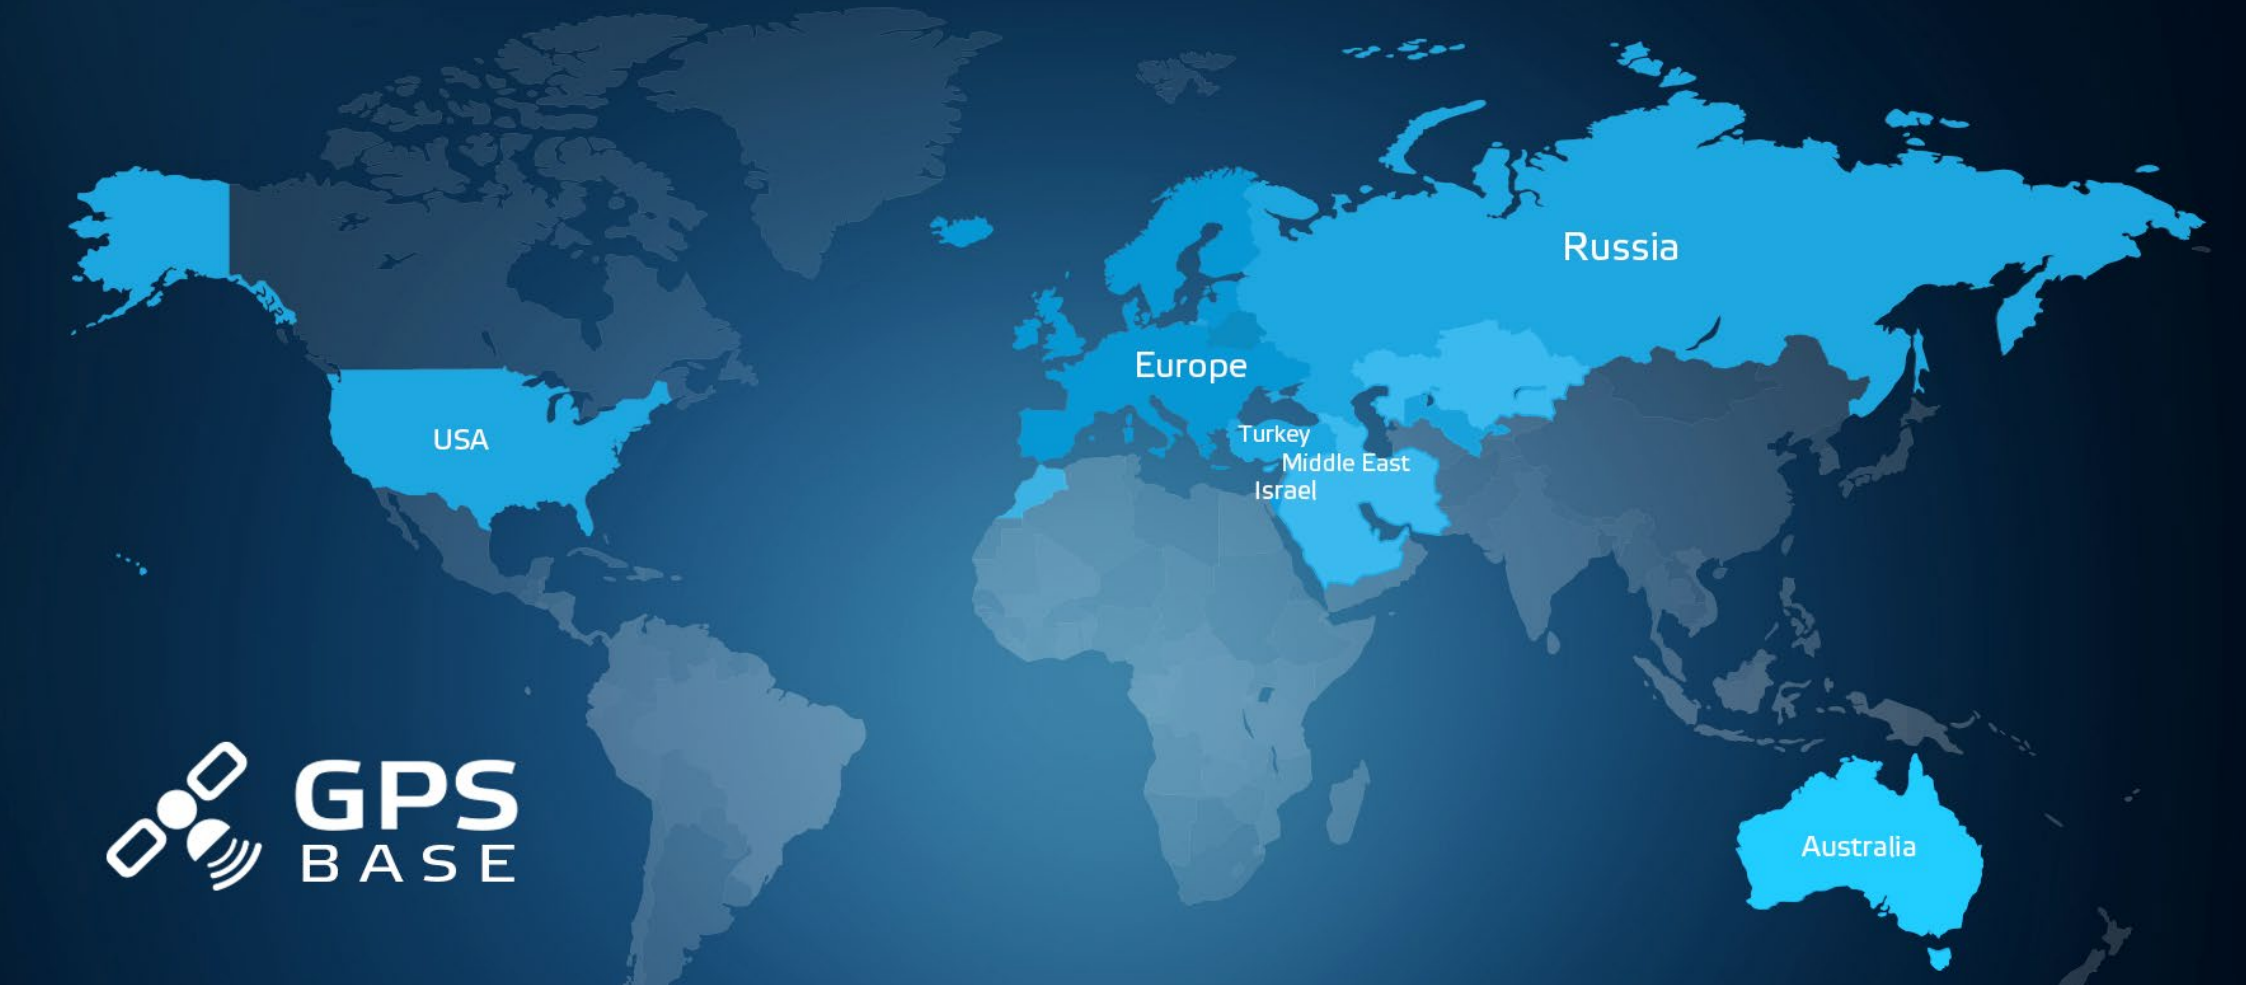 Russia
Europe
USA
Turkey
Middle East
Israel
GPS
BASE
Australia